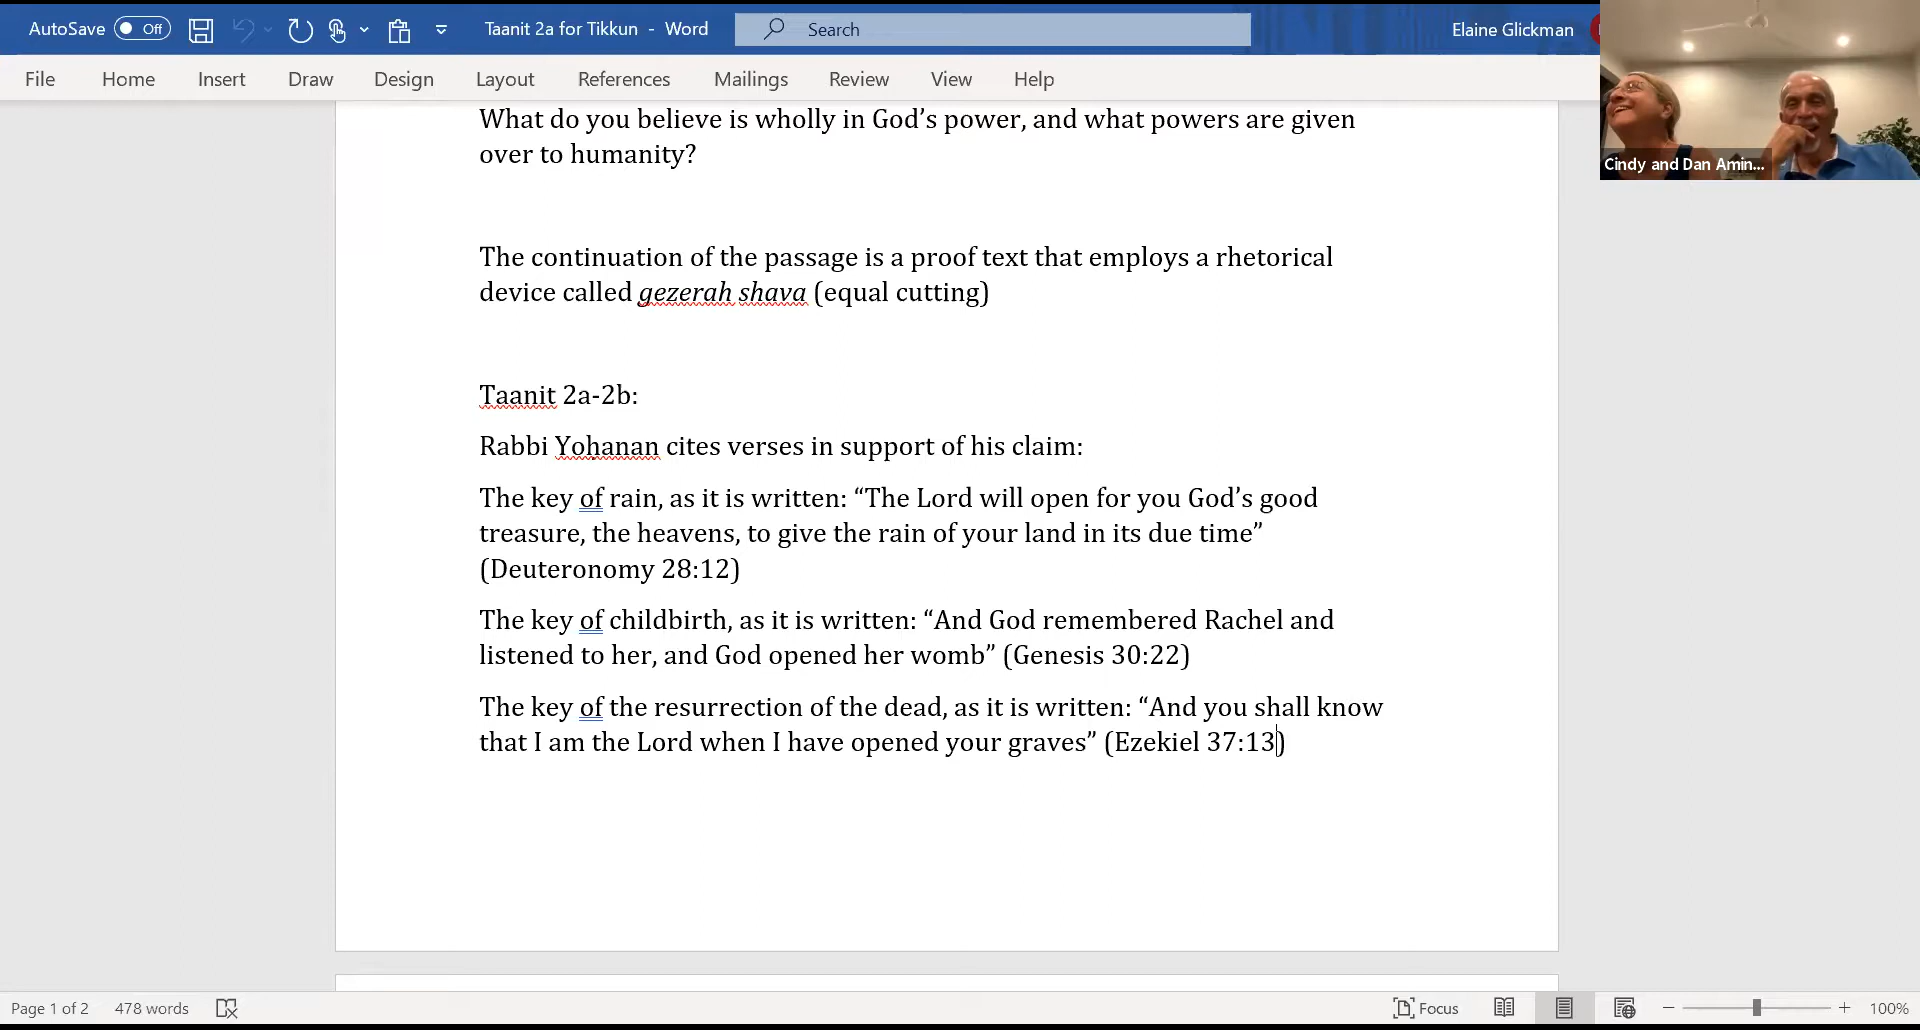 AutoSave Off Taanit 2a for Tikkun - Word Search Elaine Glickman
File Home Insert Draw Design Layout References Mailings Review View Help
Cindy and Dan Amin...
What do you believe is wholly in God’s power, and what powers are given
over to humanity?
The continuation of the passage is a proof text that employs a rhetorical
device called gezerah shava (equal cutting)
Taanit 2a-2b:
Rabbi Yoḥanan cites verses in support of his claim:
The key of rain, as it is written: “The Lord will open for you God’s good
treasure, the heavens, to give the rain of your land in its due time”
(Deuteronomy 28:12)
The key of childbirth, as it is written: “And God remembered Rachel and
listened to her, and God opened her womb” (Genesis 30:22)
The key of the resurrection of the dead, as it is written: “And you shall know
that I am the Lord when I have opened your graves” (Ezekiel 37:13)
Page 1 of 2 478 words Focus 100%